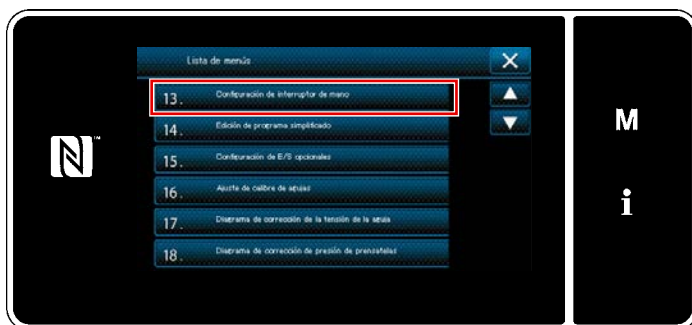 Lista de menús
13. Configuración de interruptor de mano
14. Edición de programa simplificado
15. Configuración de E/S opcionales
16. Ajuste de calibre de agujas
17. Diagrama de corrección de la tensión de la aguja
18. Diagrama de corrección de presión de prensatelas
M
i